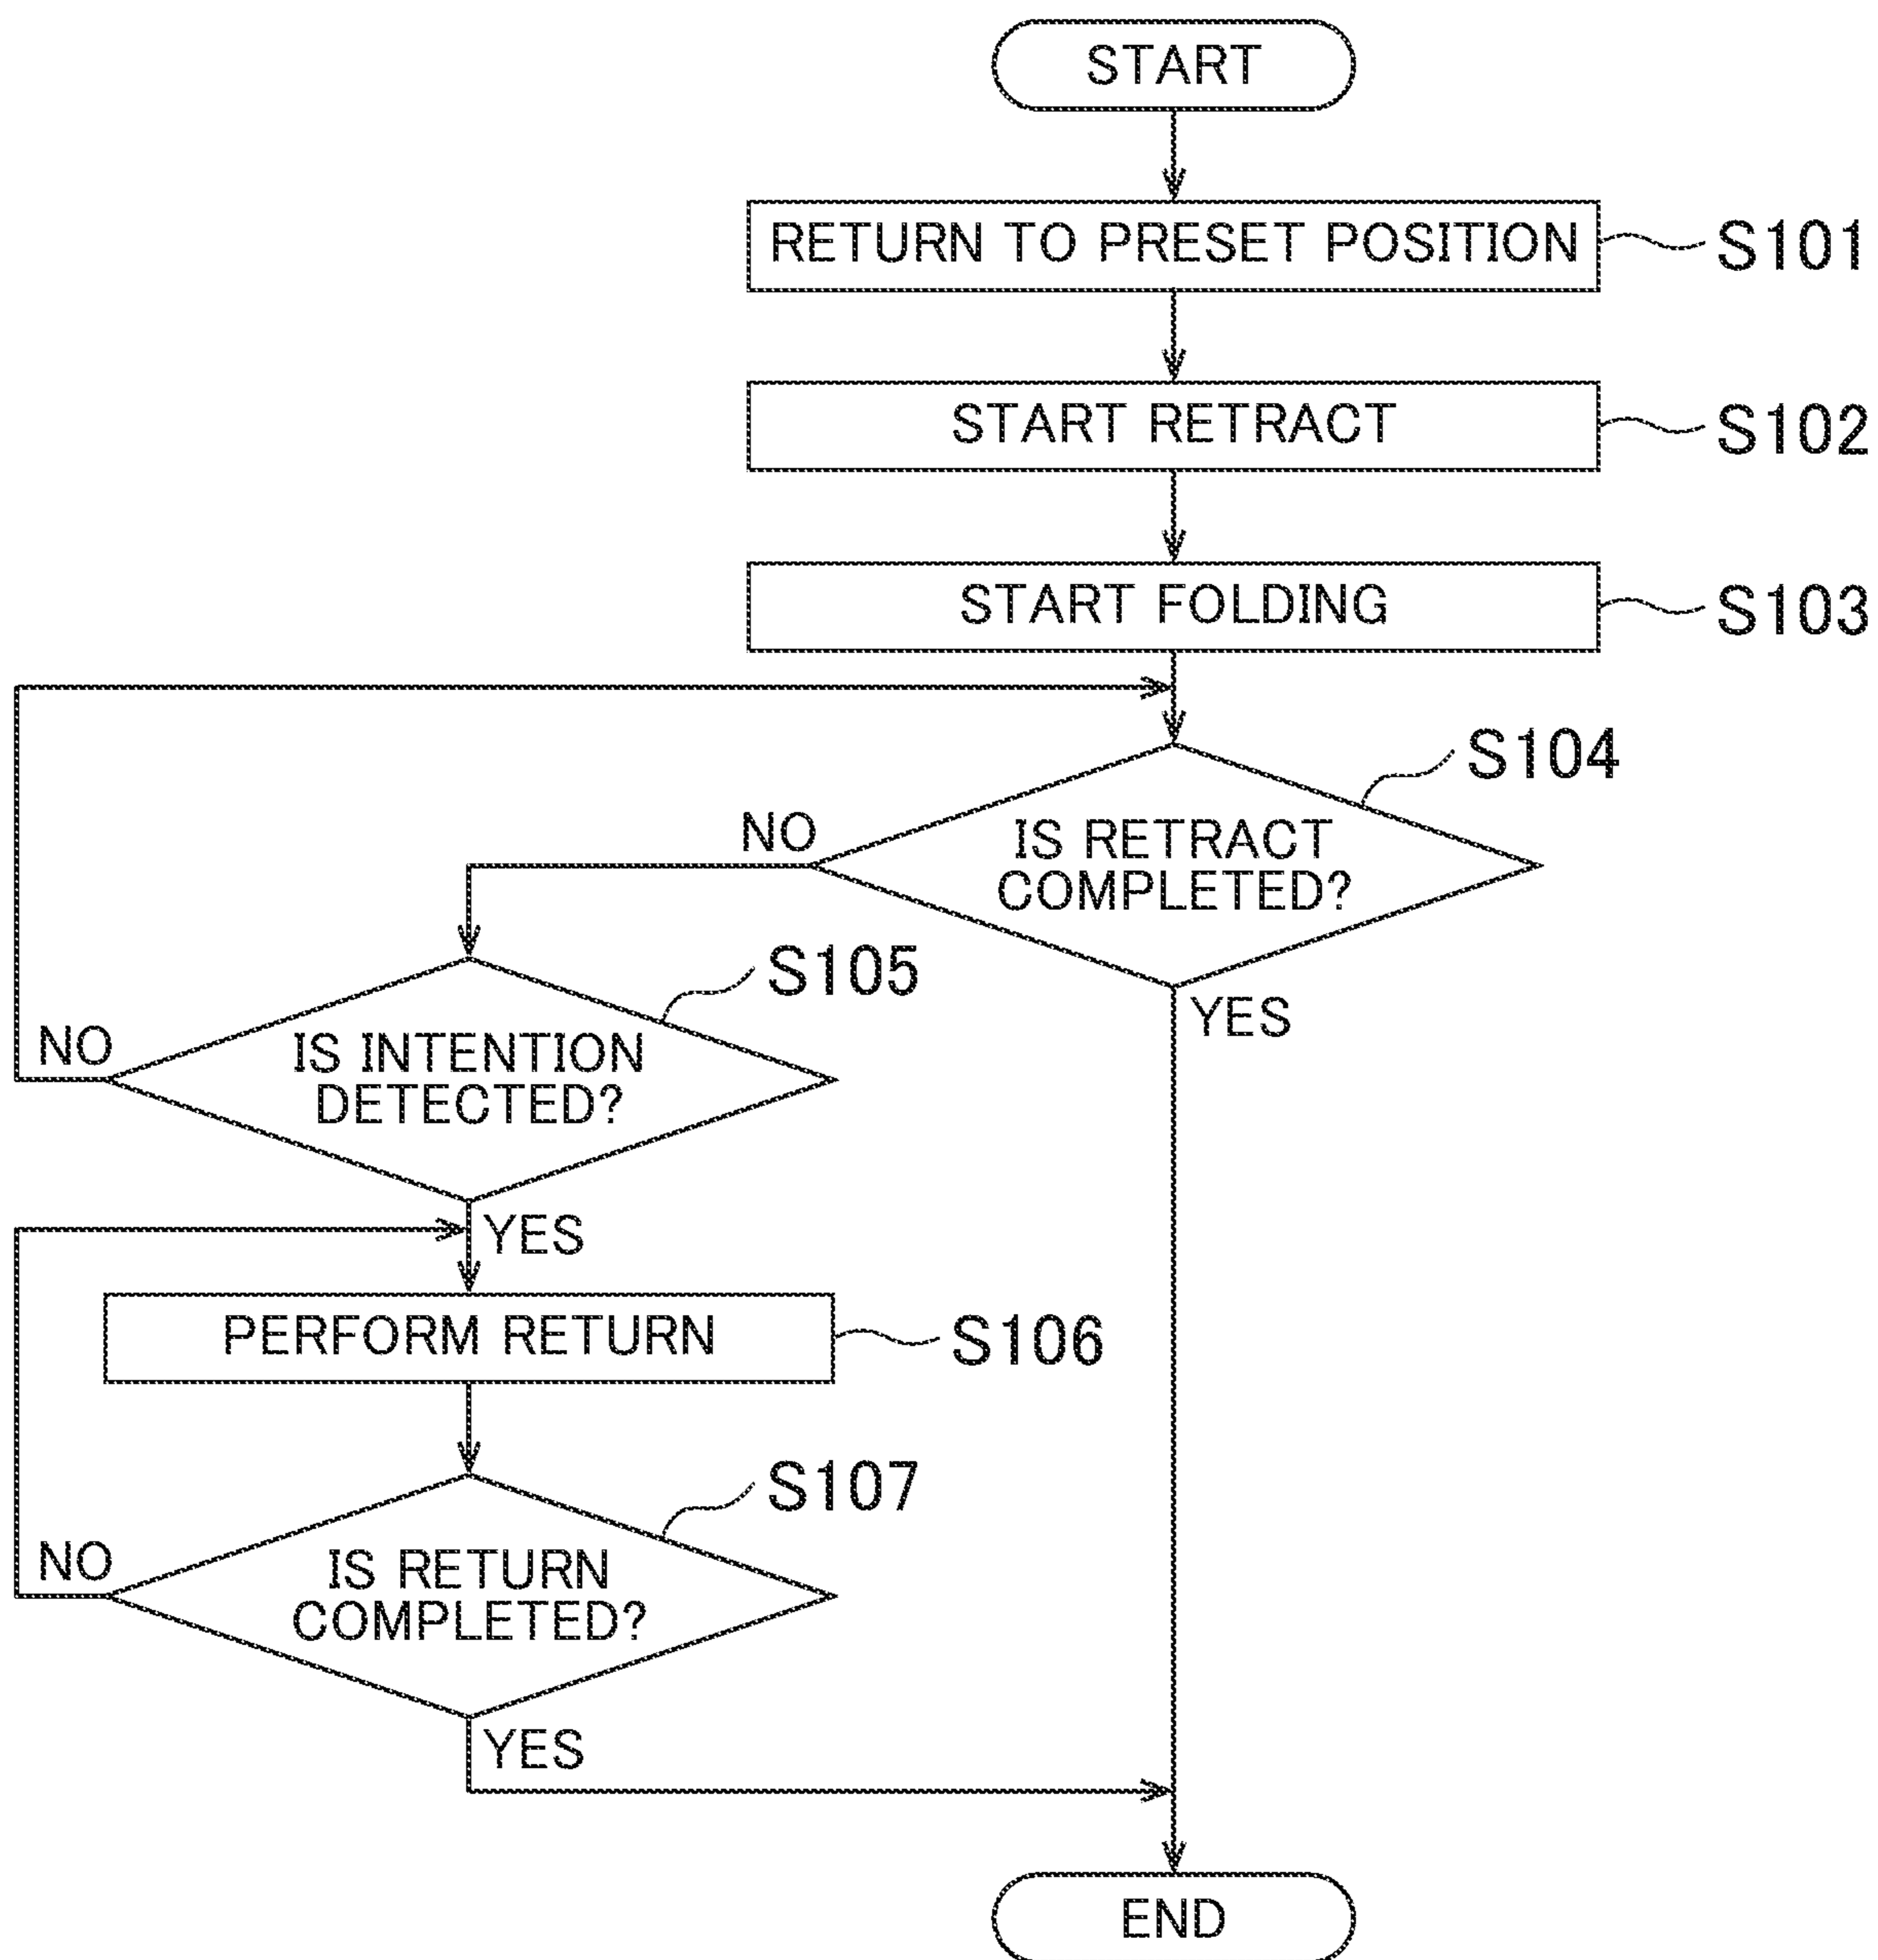 START
RETURN TO PRESET POSITION
S101
START RETRACT
S102
START FOLDING
S103
S104
NO
IS RETRACT
COMPLETED?
YES
S105
NO
IS INTENTION
DETECTED?
YES
PERFORM RETURN
S106
S107
NO
IS RETURN
COMPLETED?
YES
END